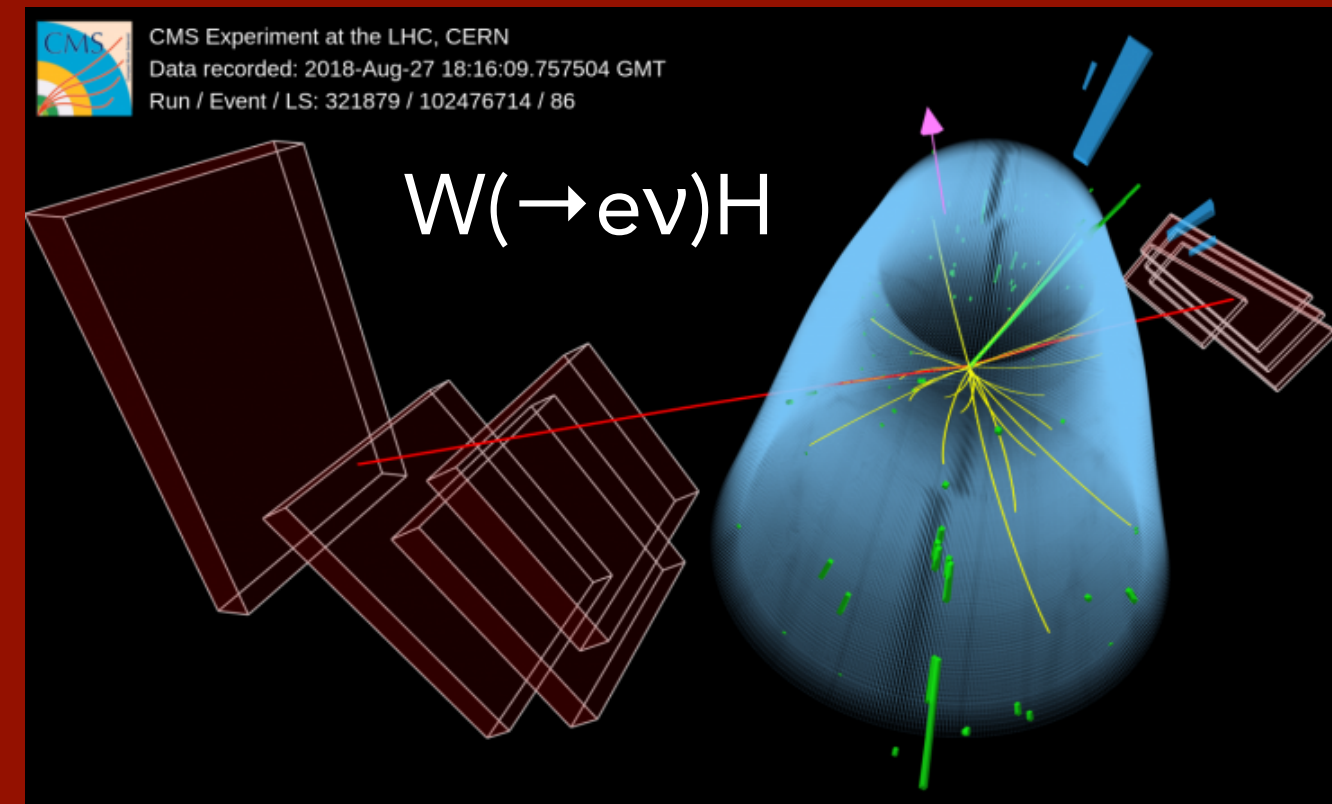 CMS
CMS Experiment at the LHC, CERN
Data recorded: 2018-Aug-27 18:16:09.757504 GMT
Run / Event / LS: 321879 / 102476714 / 86
W(→eν)H